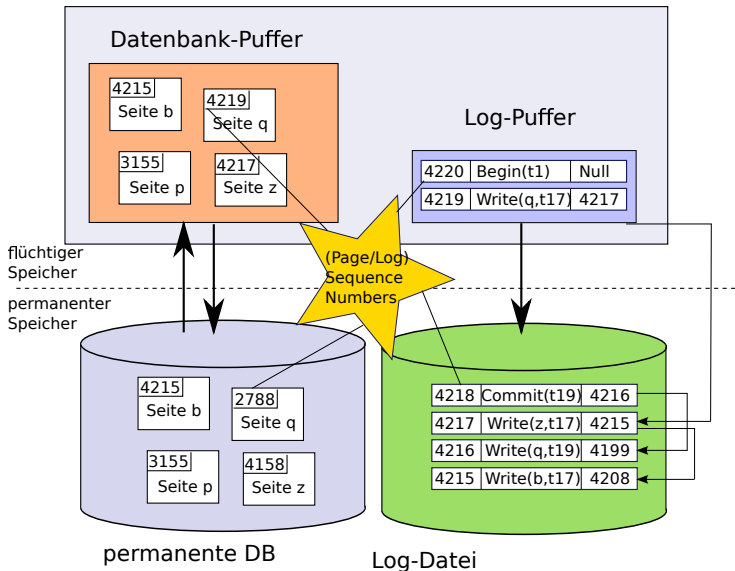 Datenbank-Puffer
4215
Seite b
4219
Seite q
3155
Seite p
4217
Seite z
Log-Puffer
4220 Begin(t1) Null
4219 Write(q,t17) 4217
flüchtiger
Speicher
permanenter
Speicher
(Page/Log)
Sequence
Numbers
4215
Seite b
2788
Seite q
3155
Seite p
4158
Seite z
4218 Commit(t19) 4216
4217 Write(z,t17) 4215
4216 Write(q,t19) 4199
4215 Write(b,t17) 4208
permanente DB
Log-Datei